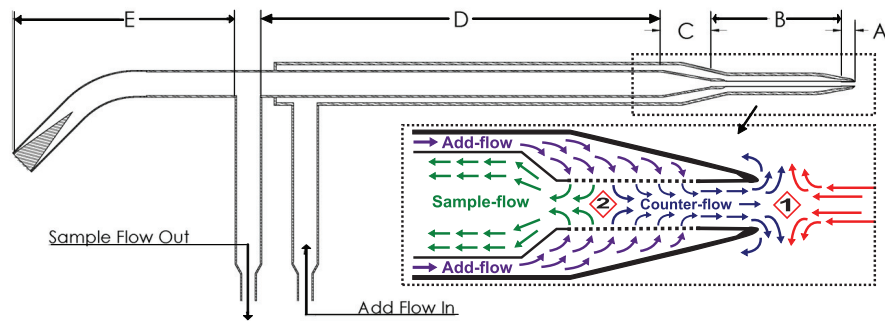 E
D
C
B
A
Add-flow
Sample-flow
2
Counter-flow
1
Add-flow
Sample Flow Out
Add Flow In